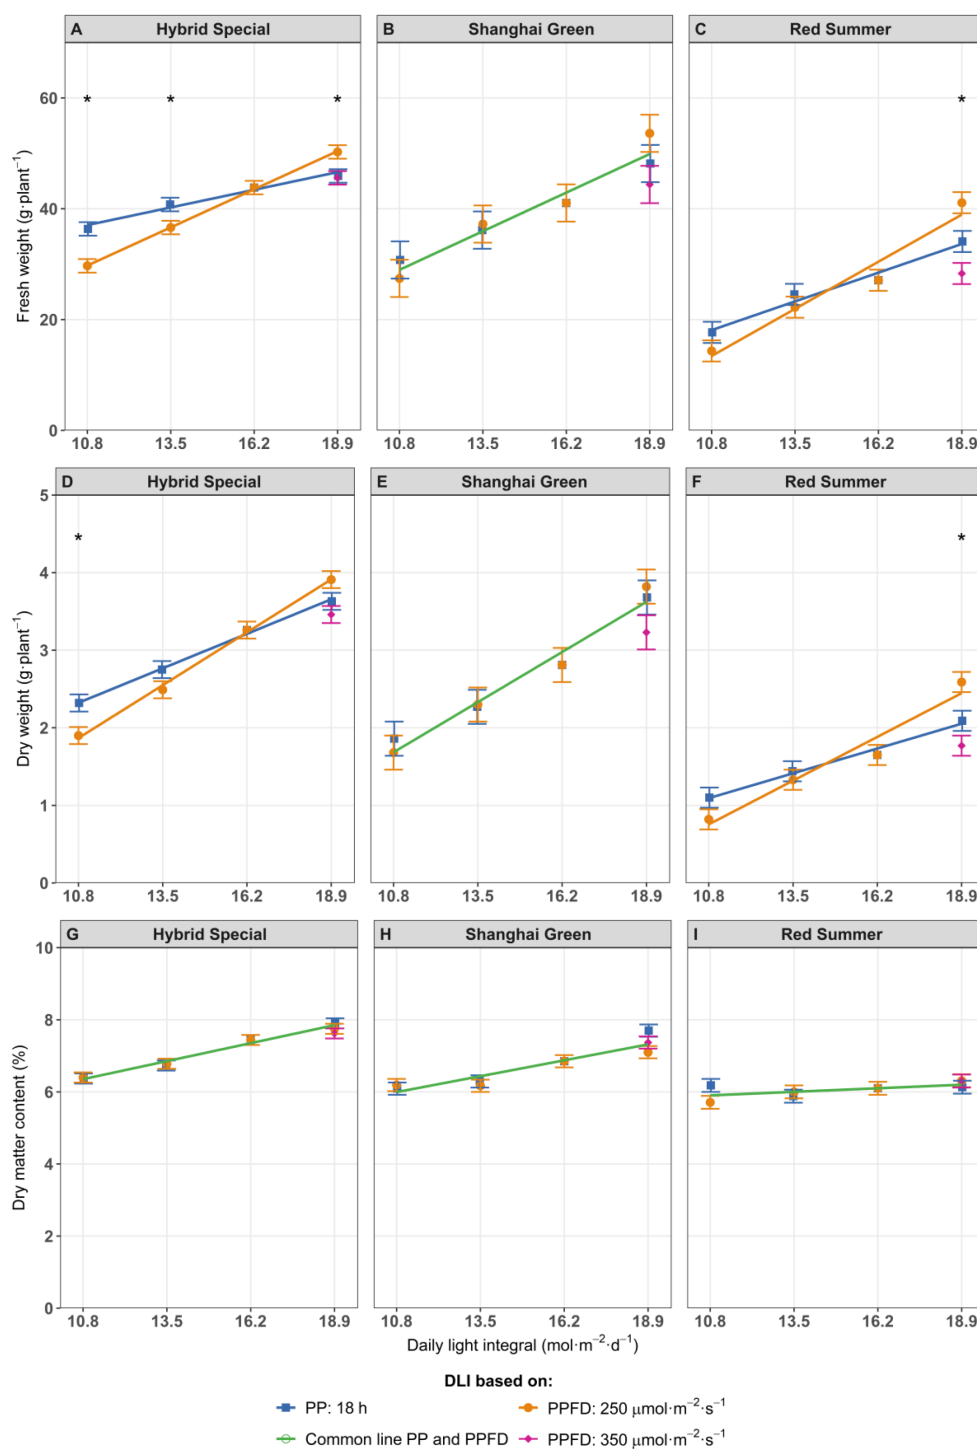 A Hybrid Special
B Shanghai Green
C Red Summer
Fresh weight (g·plant⁻¹)
60
40
20
0
* * * *
10.8 13.5 16.2 18.9
10.8 13.5 16.2 18.9
10.8 13.5 16.2 18.9
D Hybrid Special
E Shanghai Green
F Red Summer
Dry weight (g·plant⁻¹)
5
4
3
2
1
0
* *
10.8 13.5 16.2 18.9
10.8 13.5 16.2 18.9
10.8 13.5 16.2 18.9
G Hybrid Special
H Shanghai Green
I Red Summer
Dry matter content (%)
10
8
6
4
2
0
10.8 13.5 16.2 18.9
10.8 13.5 16.2 18.9
10.8 13.5 16.2 18.9
Daily light integral (mol·m⁻²·d⁻¹)
DLI based on:
PP: 18 h
PPFD: 250 μmol·m⁻²·s⁻¹
Common line PP and PPFD
PPFD: 350 μmol·m⁻²·s⁻¹